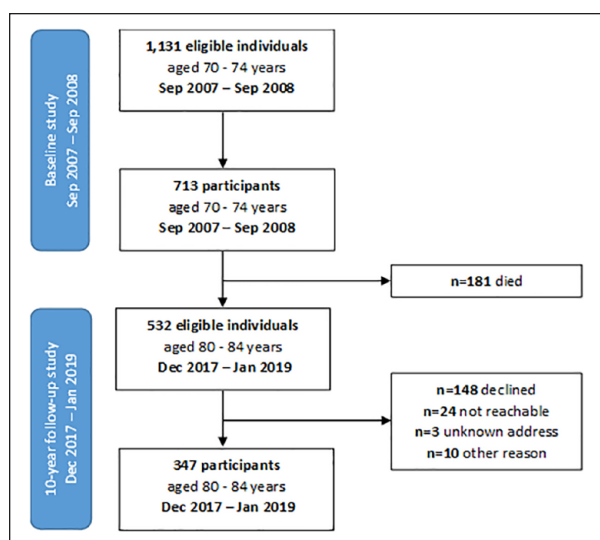 Baseline study
Sep 2007 – Sep 2008
1,131 eligible individuals
aged 70 - 74 years
Sep 2007 – Sep 2008
713 participants
aged 70 - 74 years
Sep 2007 – Sep 2008
n=181 died
10-year follow-up study
Dec 2017 – Jan 2019
532 eligible individuals
aged 80 - 84 years
Dec 2017 – Jan 2019
n=148 declined
n=24 not reachable
n=3 unknown address
n=10 other reason
347 participants
aged 80 - 84 years
Dec 2017 – Jan 2019